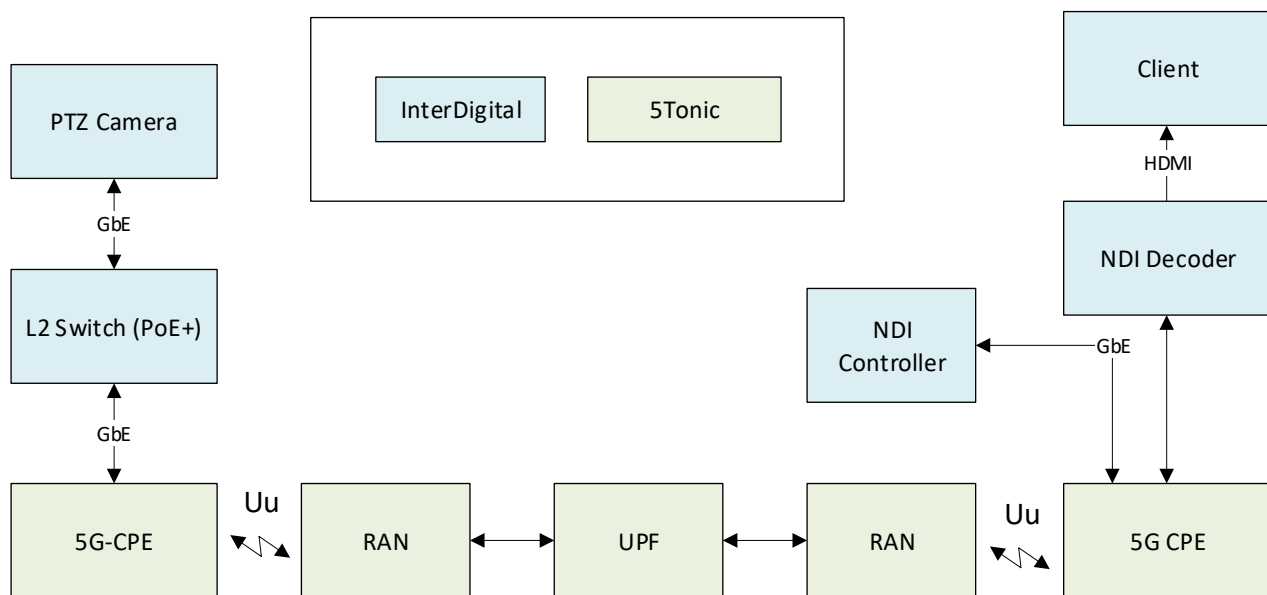 InterDigital
5Tonic
PTZ Camera
GbE
L2 Switch (PoE+)
GbE
5G-CPE
Uu
RAN
UPF
RAN
Uu
5G CPE
NDI
Controller
GbE
NDI Decoder
HDMI
Client